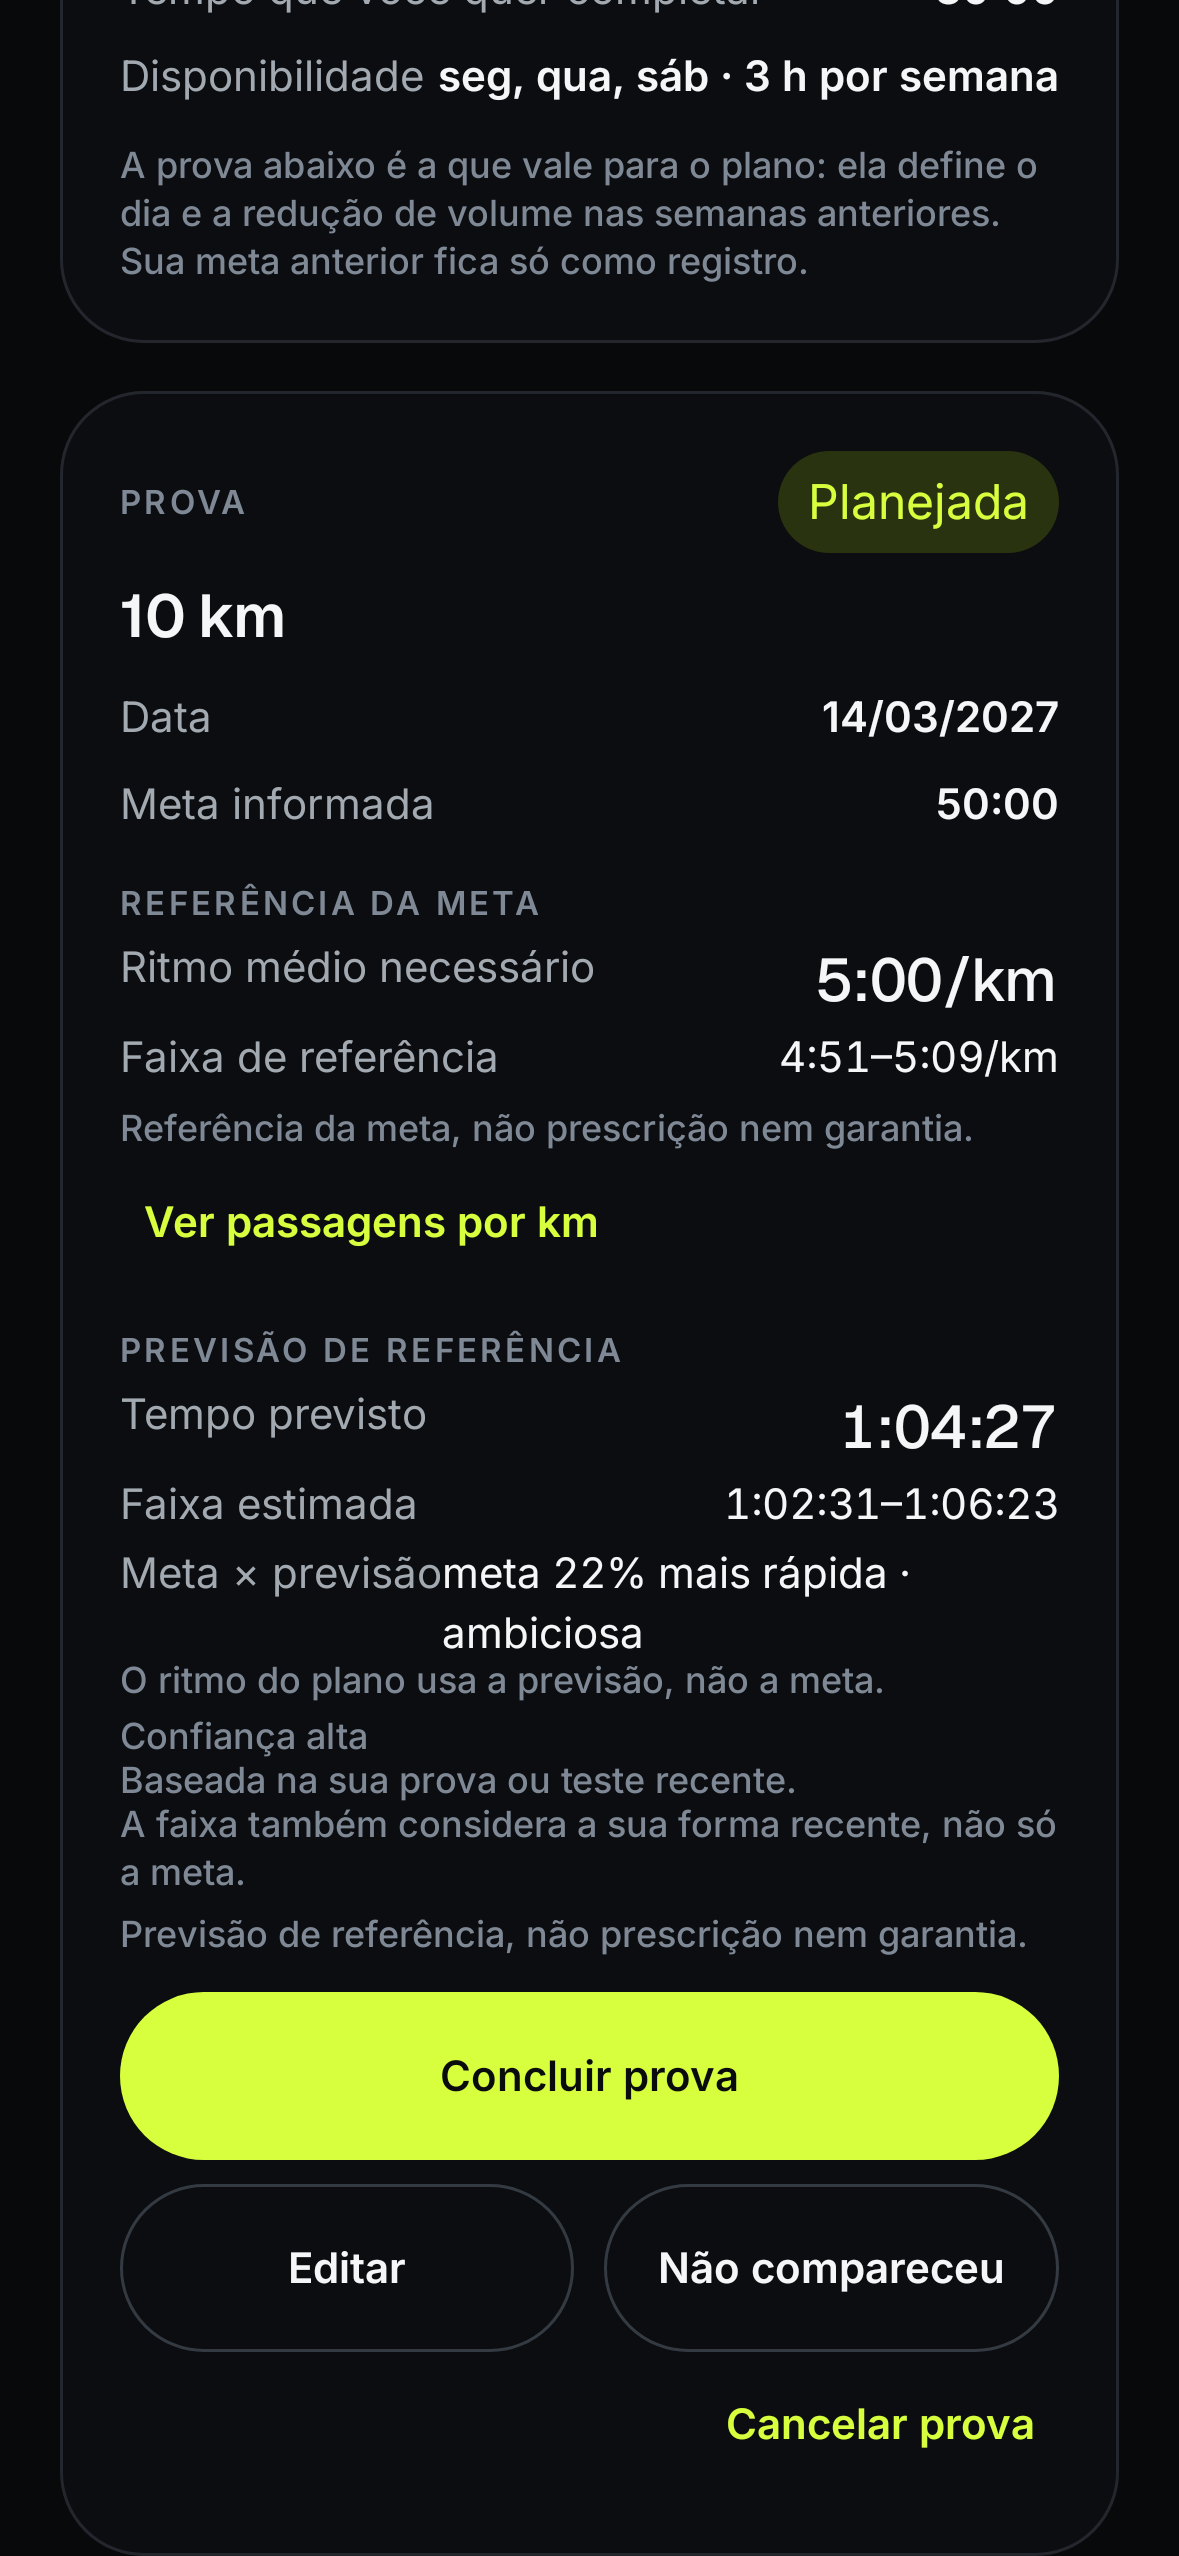 Tempo que você quer completar
Disponibilidade seg, qua, sáb · 3 h por semana
A prova abaixo é a que vale para o plano: ela define o
dia e a redução de volume nas semanas anteriores.
Sua meta anterior fica só como registro.
PROVA Planejada
10 km
Data 14/03/2027
Meta informada 50:00
REFERÊNCIA DA META
Ritmo médio necessário 5:00/km
Faixa de referência 4:51–5:09/km
Referência da meta, não prescrição nem garantia.
Ver passagens por km
PREVISÃO DE REFERÊNCIA
Tempo previsto 1:04:27
Faixa estimada 1:02:31–1:06:23
Meta × previsãometa 22% mais rápida ·
ambiciosa
O ritmo do plano usa a previsão, não a meta.
Confiança alta
Baseada na sua prova ou teste recente.
A faixa também considera a sua forma recente, não só
a meta.
Previsão de referência, não prescrição nem garantia.
Concluir prova
Editar Não compareceu
Cancelar prova